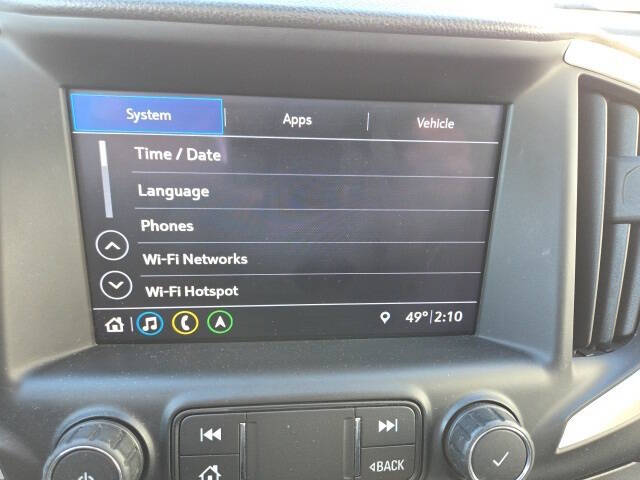 System Apps Vehicle
Time / Date
Language
Phones
Wi-Fi Networks
Wi-Fi Hotspot
49° 2:10
BACK